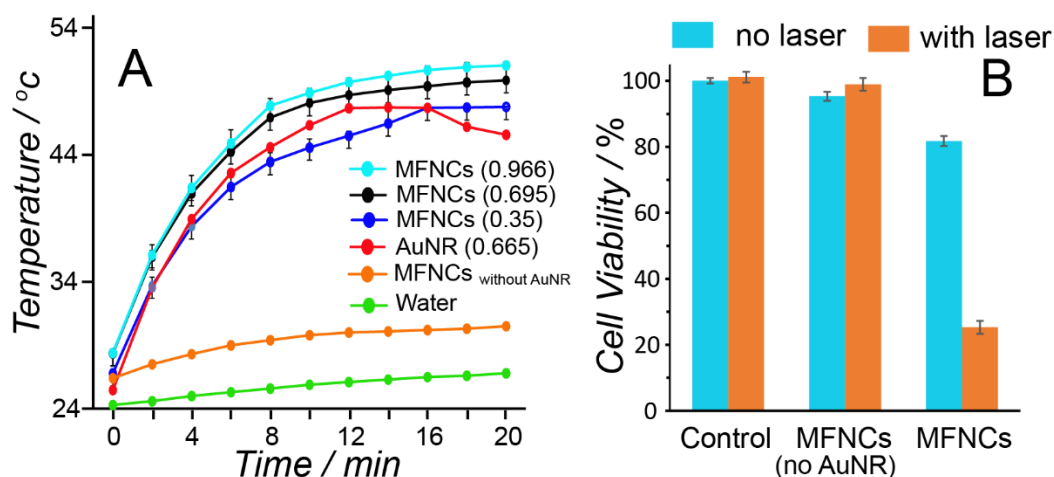 A
54
44
34
24
Temperature / °c
0
4
8
12
16
20
Time / min
MFNCs (0.966)
MFNCs (0.695)
MFNCs (0.35)
AuNR (0.665)
MFNCs without AuNR
Water
no laser
with laser
B
100
80
60
40
20
0
Cell Viability / %
Control
MFNCs
(no AuNR)
MFNCs